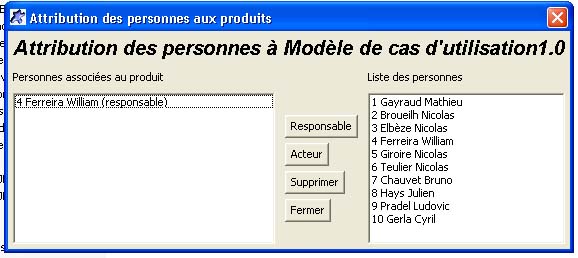 Attribution des personnes aux produits
Attribution des personnes à Modèle de cas d'utilisation1.0
Personnes associées au produit
4 Ferreira William (responsable)
Responsable
Acteur
Supprimer
Fermer
Liste des personnes
1 Gayraud Mathieu
2 Broueilh Nicolas
3 Elbèze Nicolas
4 Ferreira William
5 Giroire Nicolas
6 Teulier Nicolas
7 Chauvet Bruno
8 Hays Julien
9 Pradel Ludovic
10 Gerla Cyril